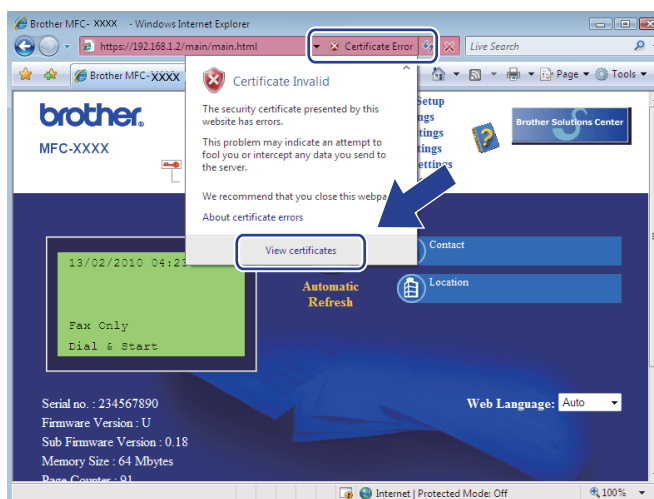 Brother MFC- XXXX - Windows Internet Explorer
https://192.168.1.2/main/main.html
Certificate Error
Live Search
Brother MFC-XXXX
Page
Tools
Certificate Invalid
The security certificate presented by this
website has errors.
This problem may indicate an attempt to
fool you or intercept any data you send to
the server.
We recommend that you close this webpa
About certificate errors
View certificates
brother.
MFC-XXXX
Setup
ngs
tings
tings
ettings
Brother Solutions Center
13/02/2010 04:23
Fax Only
Dial & Start
Automatic
Refresh
Contact
Location
Serial no. : 234567890
Firmware Version : U
Sub Firmware Version : 0.18
Memory Size : 64 Mbytes
Page Counter : 91
Web Language: Auto
Internet | Protected Mode: Off
100%